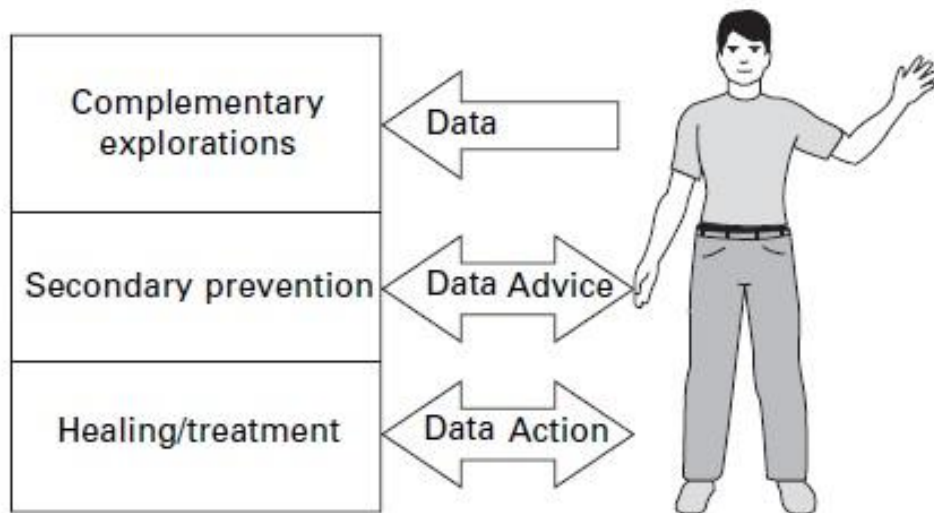 Complementary
explorations
Data
Secondary prevention
Data Advice
Healing/treatment
Data Action